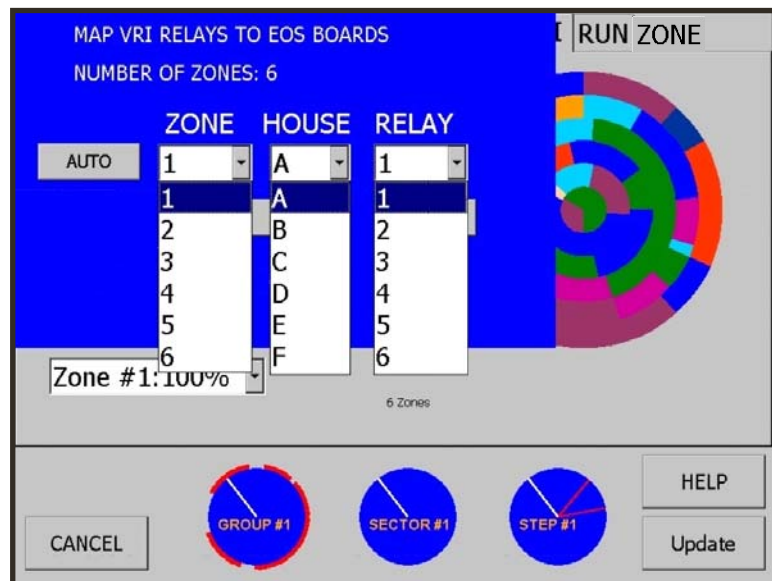 MAP VRI RELAYS TO EOS BOARDS
RUN ZONE
NUMBER OF ZONES: 6
ZONE HOUSE RELAY
AUTO 1 A 1
1 A 1
2 B 2
3 C 3
4 D 4
5 E 5
6 F 6
Zone #1:100%
6 Zones
GROUP #1 SECTOR #1 STEP #1
HELP
CANCEL
Update